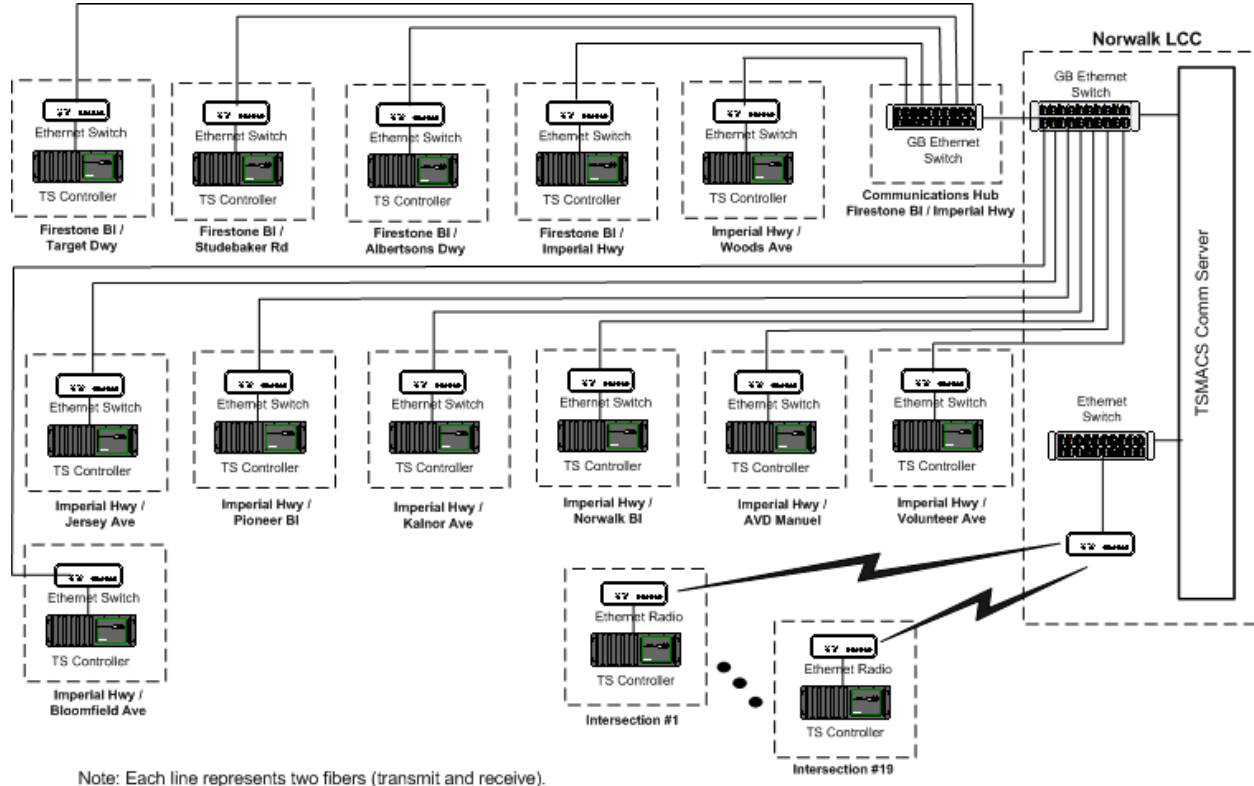 Norwalk LCC
GB Ethernet
Switch
Ethernet Switch
TS Controller
Firestone Bl /
Target Dwy
Ethernet Switch
TS Controller
Firestone Bl /
Studebaker Rd
Ethernet Switch
TS Controller
Firestone Bl /
Albertsons Dwy
Ethernet Switch
TS Controller
Firestone Bl /
Imperial Hwy
Ethernet Switch
TS Controller
Imperial Hwy /
Woods Ave
GB Ethernet
Switch
Communications Hub
Firestone Bl / Imperial Hwy
TSMACS Comm Server
Ethernet Switch
TS Controller
Imperial Hwy /
Jersey Ave
Ethernet Switch
TS Controller
Imperial Hwy /
Pioneer Bl
Ethernet Switch
TS Controller
Imperial Hwy /
Kalnor Ave
Ethernet Switch
TS Controller
Imperial Hwy /
Norwalk Bl
Ethernet Switch
TS Controller
Imperial Hwy /
AVD Manuel
Ethernet Switch
TS Controller
Imperial Hwy /
Volunteer Ave
Ethernet
Switch
Ethernet Switch
TS Controller
Imperial Hwy /
Bloomfield Ave
Ethernet Radio
TS Controller
Intersection #1
Ethernet Radio
TS Controller
Intersection #19
Note: Each line represents two fibers (transmit and receive).